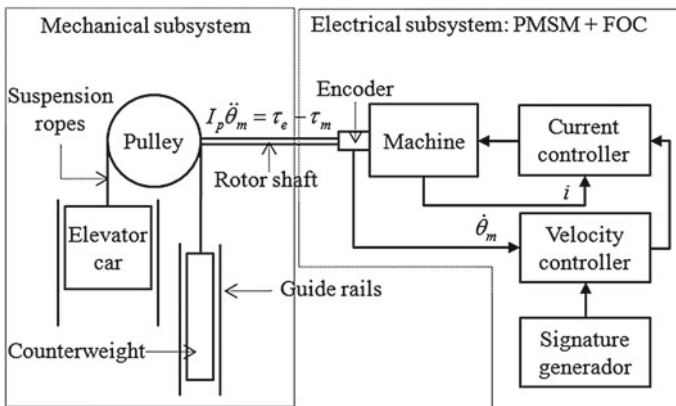 Mechanical subsystem
Electrical subsystem: PMSM + FOC
Suspension
ropes
Pulley
I_p θ̈_m = τ_e − τ_m
Encoder
Machine
Current
controller
Rotor shaft
i
Elevator
car
θ̇_m
Velocity
controller
Guide rails
Counterweight
Signature
generador